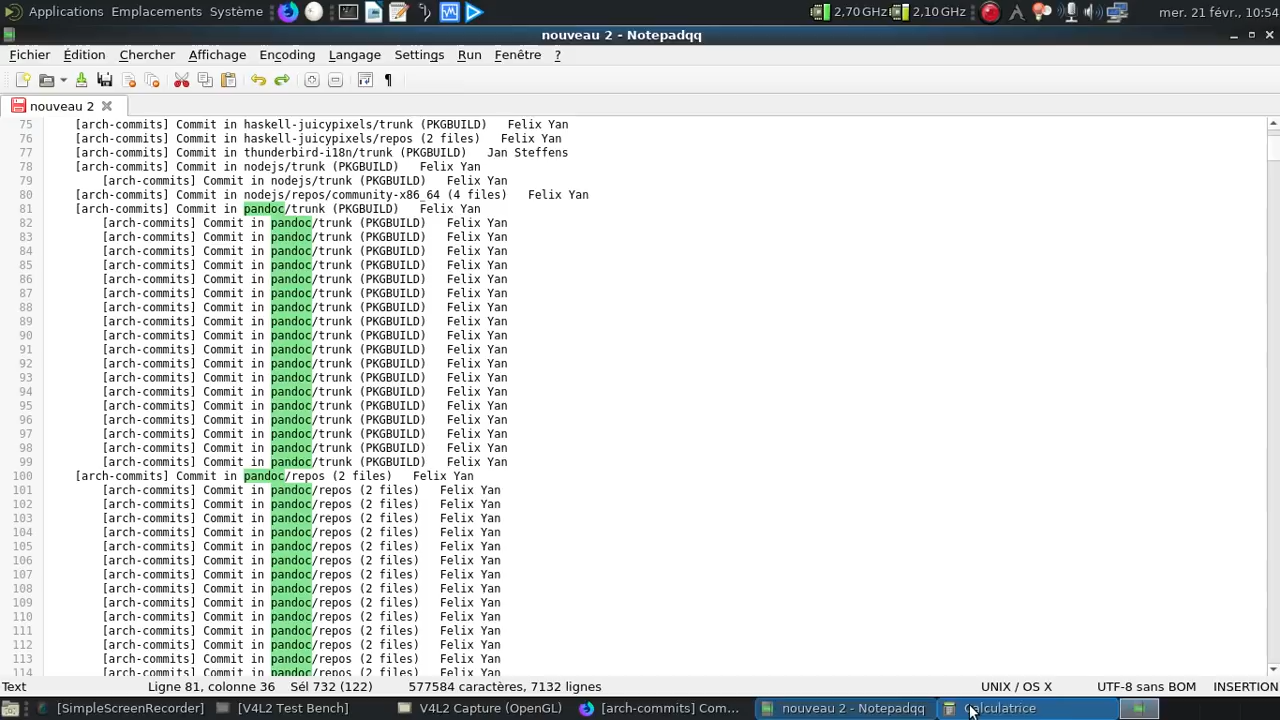 Applications Emplacements Système 2,70 GHz 2,10 GHz mer. 21 févr., 10:54
nouveau 2 - Notepadqq
Fichier Édition Chercher Affichage Encoding Langage Settings Run Fenêtre ?
nouveau 2
75 [arch-commits] Commit in haskell-juicypixels/trunk (PKGBUILD) Felix Yan
76 [arch-commits] Commit in haskell-juicypixels/repos (2 files) Felix Yan
77 [arch-commits] Commit in thunderbird-i18n/trunk (PKGBUILD) Jan Steffens
78 [arch-commits] Commit in nodejs/trunk (PKGBUILD) Felix Yan
79 [arch-commits] Commit in nodejs/trunk (PKGBUILD) Felix Yan
80 [arch-commits] Commit in nodejs/repos/community-x86_64 (4 files) Felix Yan
81 [arch-commits] Commit in pandoc/trunk (PKGBUILD) Felix Yan
82 [arch-commits] Commit in pandoc/trunk (PKGBUILD) Felix Yan
83 [arch-commits] Commit in pandoc/trunk (PKGBUILD) Felix Yan
84 [arch-commits] Commit in pandoc/trunk (PKGBUILD) Felix Yan
85 [arch-commits] Commit in pandoc/trunk (PKGBUILD) Felix Yan
86 [arch-commits] Commit in pandoc/trunk (PKGBUILD) Felix Yan
87 [arch-commits] Commit in pandoc/trunk (PKGBUILD) Felix Yan
88 [arch-commits] Commit in pandoc/trunk (PKGBUILD) Felix Yan
89 [arch-commits] Commit in pandoc/trunk (PKGBUILD) Felix Yan
90 [arch-commits] Commit in pandoc/trunk (PKGBUILD) Felix Yan
91 [arch-commits] Commit in pandoc/trunk (PKGBUILD) Felix Yan
92 [arch-commits] Commit in pandoc/trunk (PKGBUILD) Felix Yan
93 [arch-commits] Commit in pandoc/trunk (PKGBUILD) Felix Yan
94 [arch-commits] Commit in pandoc/trunk (PKGBUILD) Felix Yan
95 [arch-commits] Commit in pandoc/trunk (PKGBUILD) Felix Yan
96 [arch-commits] Commit in pandoc/trunk (PKGBUILD) Felix Yan
97 [arch-commits] Commit in pandoc/trunk (PKGBUILD) Felix Yan
98 [arch-commits] Commit in pandoc/trunk (PKGBUILD) Felix Yan
99 [arch-commits] Commit in pandoc/trunk (PKGBUILD) Felix Yan
100 [arch-commits] Commit in pandoc/repos (2 files) Felix Yan
101 [arch-commits] Commit in pandoc/repos (2 files) Felix Yan
102 [arch-commits] Commit in pandoc/repos (2 files) Felix Yan
103 [arch-commits] Commit in pandoc/repos (2 files) Felix Yan
104 [arch-commits] Commit in pandoc/repos (2 files) Felix Yan
105 [arch-commits] Commit in pandoc/repos (2 files) Felix Yan
106 [arch-commits] Commit in pandoc/repos (2 files) Felix Yan
107 [arch-commits] Commit in pandoc/repos (2 files) Felix Yan
108 [arch-commits] Commit in pandoc/repos (2 files) Felix Yan
109 [arch-commits] Commit in pandoc/repos (2 files) Felix Yan
110 [arch-commits] Commit in pandoc/repos (2 files) Felix Yan
111 [arch-commits] Commit in pandoc/repos (2 files) Felix Yan
112 [arch-commits] Commit in pandoc/repos (2 files) Felix Yan
113 [arch-commits] Commit in pandoc/repos (2 files) Felix Yan
114 [arch-commits] Commit in pandoc/repos (2 files) Felix Yan
Text Ligne 81, colonne 36 Sél 732 (122) 577584 caractères, 7132 lignes UNIX / OS X UTF-8 sans BOM INSERTION
[SimpleScreenRecorder] [V4L2 Test Bench] V4L2 Capture (OpenGL) [arch-commits] Com... nouveau 2 - Notepadqq Calculatrice